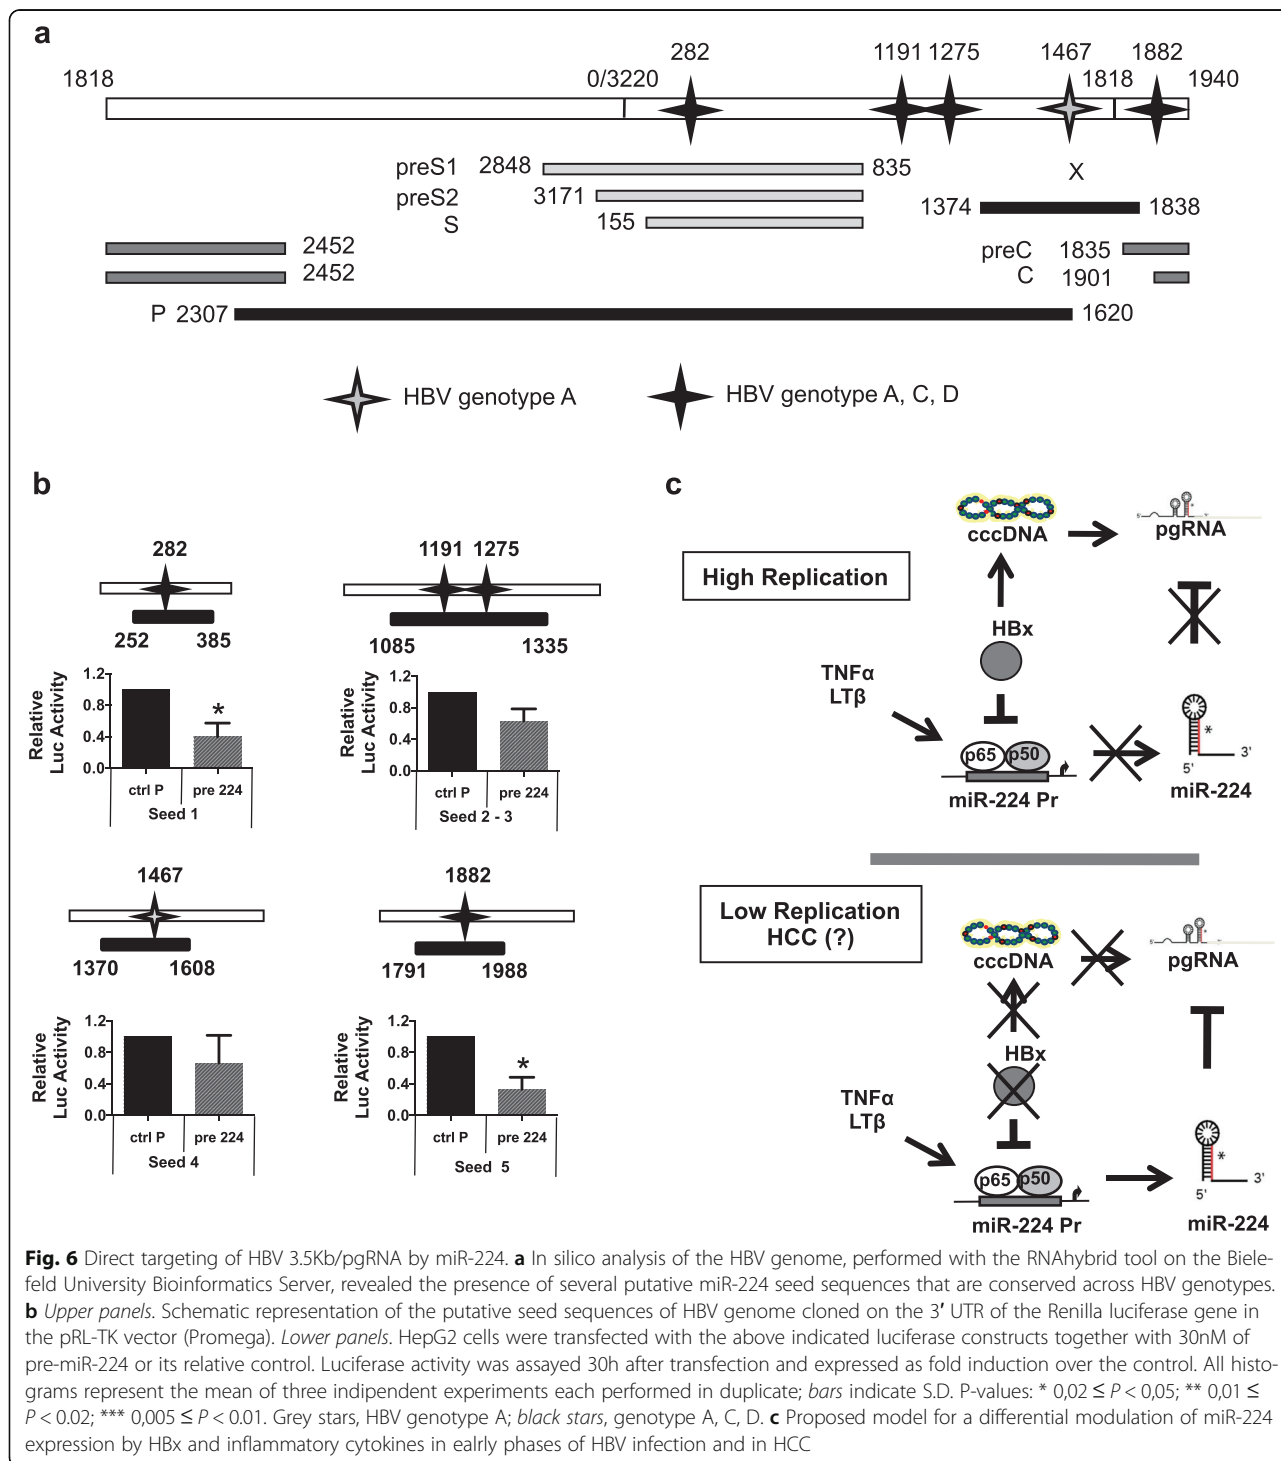 a
282 1191 1275 1467 1882
1818 0/3220 1818 1940
preS1 2848 835 X
preS2 3171
S 155 1374 1838
2452 preC 1835
2452 C 1901
P 2307 1620
HBV genotype A HBV genotype A, C, D
b
282
252 385
Relative
Luc Activity
1.2
0.8
0.4
0.0
*
ctrl P pre 224
Seed 1
1191 1275
1085 1335
Relative
Luc Activity
1.2
0.8
0.4
0.0
ctrl P pre 224
Seed 2 - 3
1467
1370 1608
Relative
Luc Activity
1.2
0.8
0.4
0.0
ctrl P pre 224
Seed 4
1882
1791 1988
Relative
Luc Activity
1.2
0.8
0.4
0.0
*
ctrl P pre 224
Seed 5
c
High Replication
cccDNA
5' * 3'
pgRNA
HBx
TNFα
LTβ
p65 p50
miR-224 Pr
*
5' 3'
miR-224
Low Replication
HCC (?)
cccDNA
5' * 3'
pgRNA
HBx
TNFα
LTβ
p65 p50
miR-224 Pr
*
5' 3'
miR-224
Fig. 6 Direct targeting of HBV 3.5Kb/pgRNA by miR-224. a In silico analysis of the HBV genome, performed with the RNAhybrid tool on the Biele-
feld University Bioinformatics Server, revealed the presence of several putative miR-224 seed sequences that are conserved across HBV genotypes.
b Upper panels. Schematic representation of the putative seed sequences of HBV genome cloned on the 3′ UTR of the Renilla luciferase gene in
the pRL-TK vector (Promega). Lower panels. HepG2 cells were transfected with the above indicated luciferase constructs together with 30nM of
pre-miR-224 or its relative control. Luciferase activity was assayed 30h after transfection and expressed as fold induction over the control. All histo-
grams represent the mean of three indipendent experiments each performed in duplicate; bars indicate S.D. P-values: * 0,02 ≤ P < 0,05; ** 0,01 ≤
P < 0.02; *** 0,005 ≤ P < 0.01. Grey stars, HBV genotype A; black stars, genotype A, C, D. c Proposed model for a differential modulation of miR-224
expression by HBx and inflammatory cytokines in ealrly phases of HBV infection and in HCC